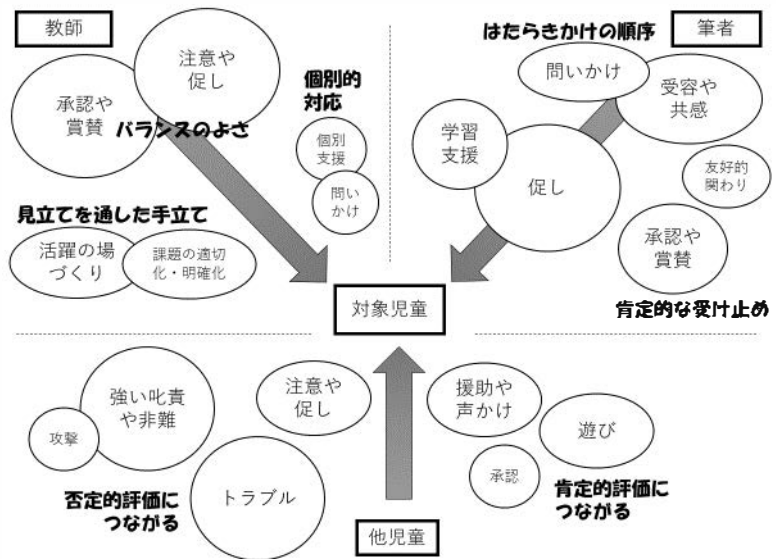 教師
注意や
促し
承認や
賞賛
バランスのよさ
個別的
対応
個別
支援
問い
かけ
見立てを通した手立て
活躍の場
づくり
課題の適切
化・明確化
はたらきかけの順序
筆者
問いかけ
受容や
共感
学習
支援
促し
友好的
関わり
承認や
賞賛
肯定的な受け止め
対象児童
強い叱責
や非難
攻撃
注意や
促し
トラブル
否定的評価に
つながる
援助や
声かけ
遊び
承認
肯定的評価に
つながる
他児童